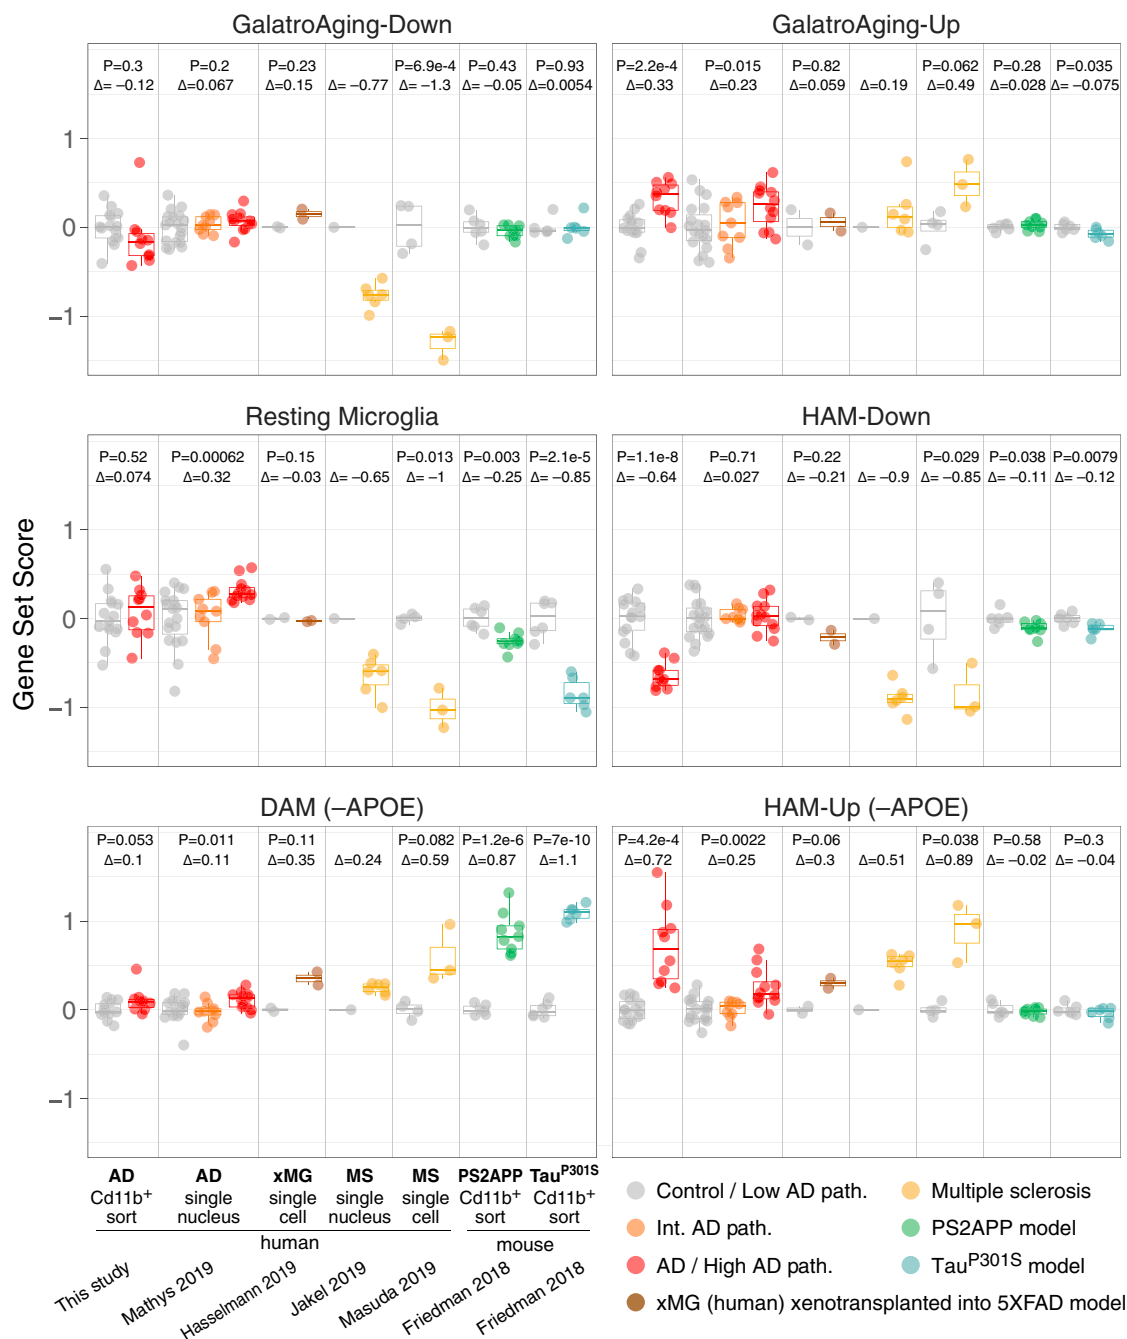 GalatroAging-Down
GalatroAging-Up
P=0.3 P=0.2 P=0.23 P=6.9e-4 P=0.43 P=0.93
Δ= −0.12 Δ=0.067 Δ=0.15 Δ= −0.77 Δ= −1.3 Δ= −0.05 Δ=0.0054
P=2.2e-4 P=0.015 P=0.82 P=0.062 P=0.28 P=0.035
Δ=0.33 Δ=0.23 Δ=0.059 Δ=0.19 Δ=0.49 Δ=0.028 Δ= −0.075
1
0
−1
Resting Microglia
HAM-Down
P=0.52 P=0.00062 P=0.15 P=0.013 P=0.003 P=2.1e-5
Δ=0.074 Δ=0.32 Δ= −0.03 Δ= −0.65 Δ= −1 Δ= −0.25 Δ= −0.85
P=1.1e-8 P=0.71 P=0.22 P=0.029 P=0.038 P=0.0079
Δ= −0.64 Δ=0.027 Δ= −0.21 Δ= −0.9 Δ= −0.85 Δ= −0.11 Δ= −0.12
1
0
−1
Gene Set Score
DAM (−APOE)
HAM-Up (−APOE)
P=0.053 P=0.011 P=0.11 P=0.082 P=1.2e-6 P=7e-10
Δ=0.1 Δ=0.11 Δ=0.35 Δ=0.24 Δ=0.59 Δ=0.87 Δ=1.1
P=4.2e-4 P=0.0022 P=0.06 P=0.038 P=0.58 P=0.3
Δ=0.72 Δ=0.25 Δ=0.3 Δ=0.51 Δ=0.89 Δ= −0.02 Δ= −0.04
1
0
−1
AD AD xMG MS MS PS2APP Tau^P301S
Cd11b+ single single single single Cd11b+ Cd11b+
sort nucleus cell nucleus cell sort sort
human mouse
This study
Mathys 2019
Hasselmann 2019
Jakel 2019
Masuda 2019
Friedman 2018
Friedman 2018
Control / Low AD path.
Int. AD path.
AD / High AD path.
xMG (human) xenotransplanted into 5XFAD model
Multiple sclerosis
PS2APP model
Tau^P301S model